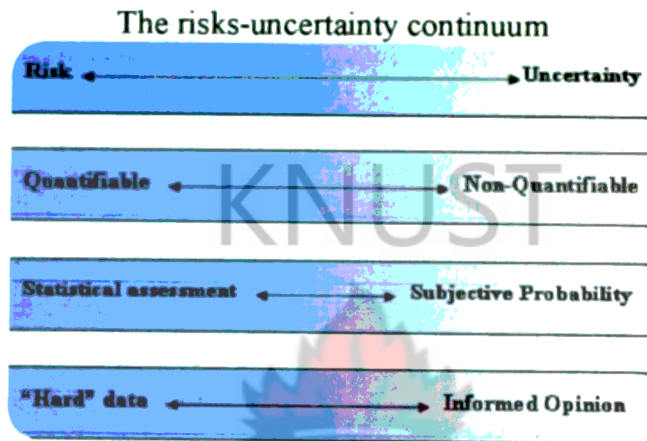 The risks-uncertainty continuum
Risk Uncertainty
Quantifiable Non-Quantifiable
KNUST
Statistical assessment Subjective Probability
"Hard" data Informed Opinion